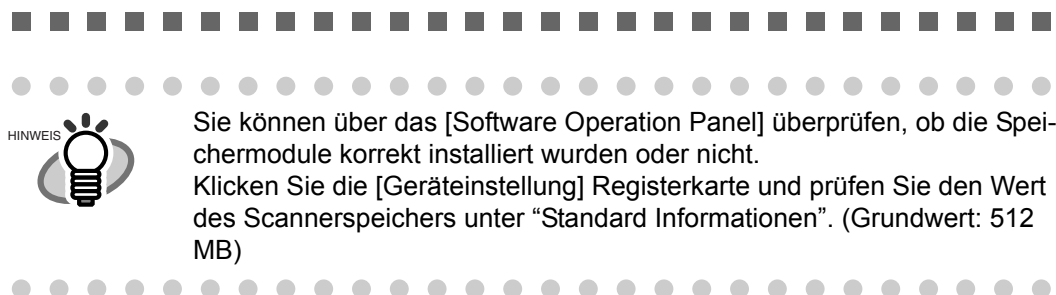 HINWEIS
Sie können über das [Software Operation Panel] überprüfen, ob die Spei-
chermodule korrekt installiert wurden oder nicht.
Klicken Sie die [Geräteinstellung] Registerkarte und prüfen Sie den Wert
des Scannerspeichers unter “Standard Informationen”. (Grundwert: 512
MB)